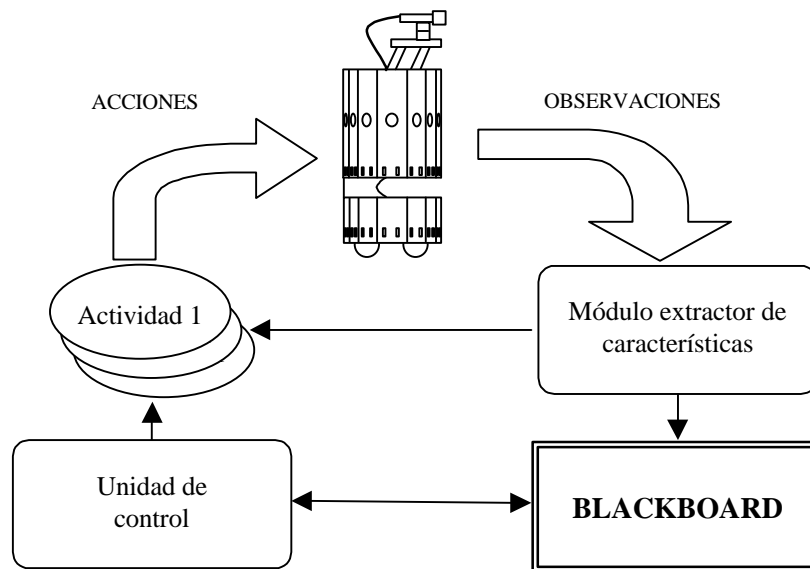 ACCIONES
OBSERVACIONES
Actividad 1
Módulo extractor de
características
Unidad de
control
BLACKBOARD